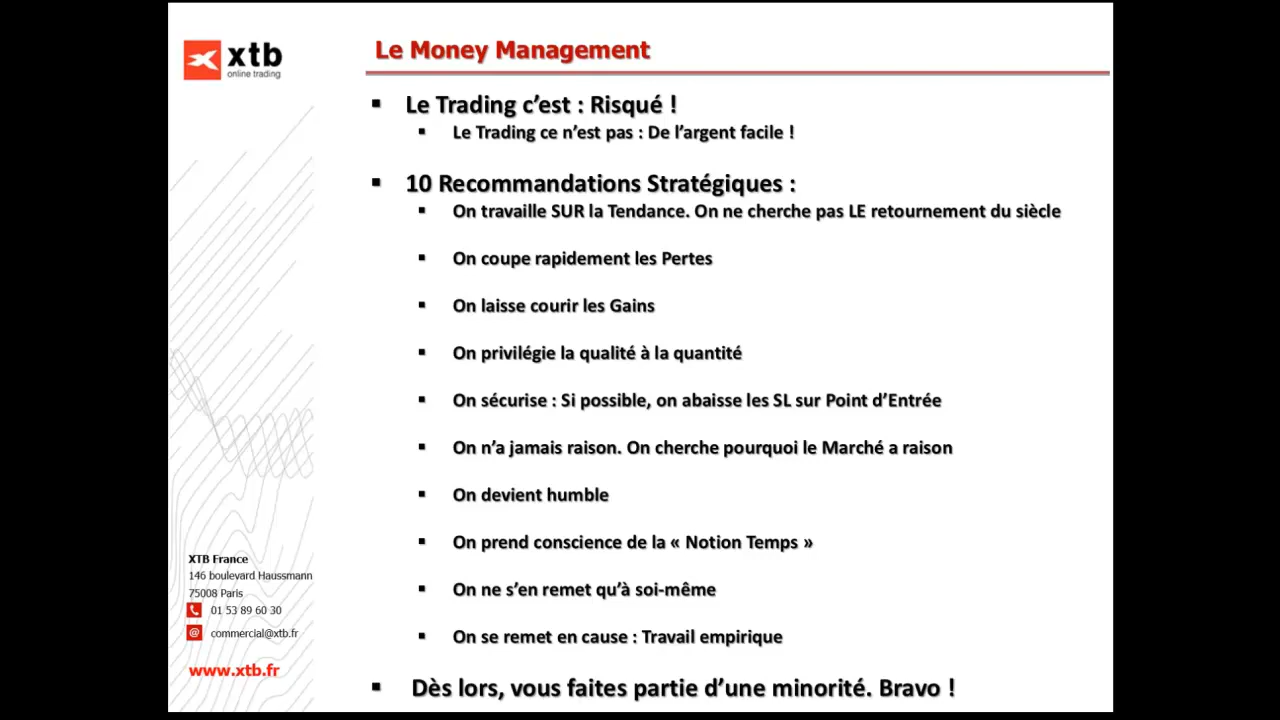 xtb
online trading
Le Money Management
Le Trading c’est : Risqué !
Le Trading ce n’est pas : De l’argent facile !
10 Recommandations Stratégiques :
On travaille SUR la Tendance. On ne cherche pas LE retournement du siècle
On coupe rapidement les Pertes
On laisse courir les Gains
On privilégie la qualité à la quantité
On sécurise : Si possible, on abaisse les SL sur Point d’Entrée
On n’a jamais raison. On cherche pourquoi le Marché a raison
On devient humble
On prend conscience de la « Notion Temps »
On ne s’en remet qu’à soi-même
On se remet en cause : Travail empirique
Dès lors, vous faites partie d’une minorité. Bravo !
XTB France
146 boulevard Haussmann
75008 Paris
01 53 89 60 30
@ commercial@xtb.fr
www.xtb.fr